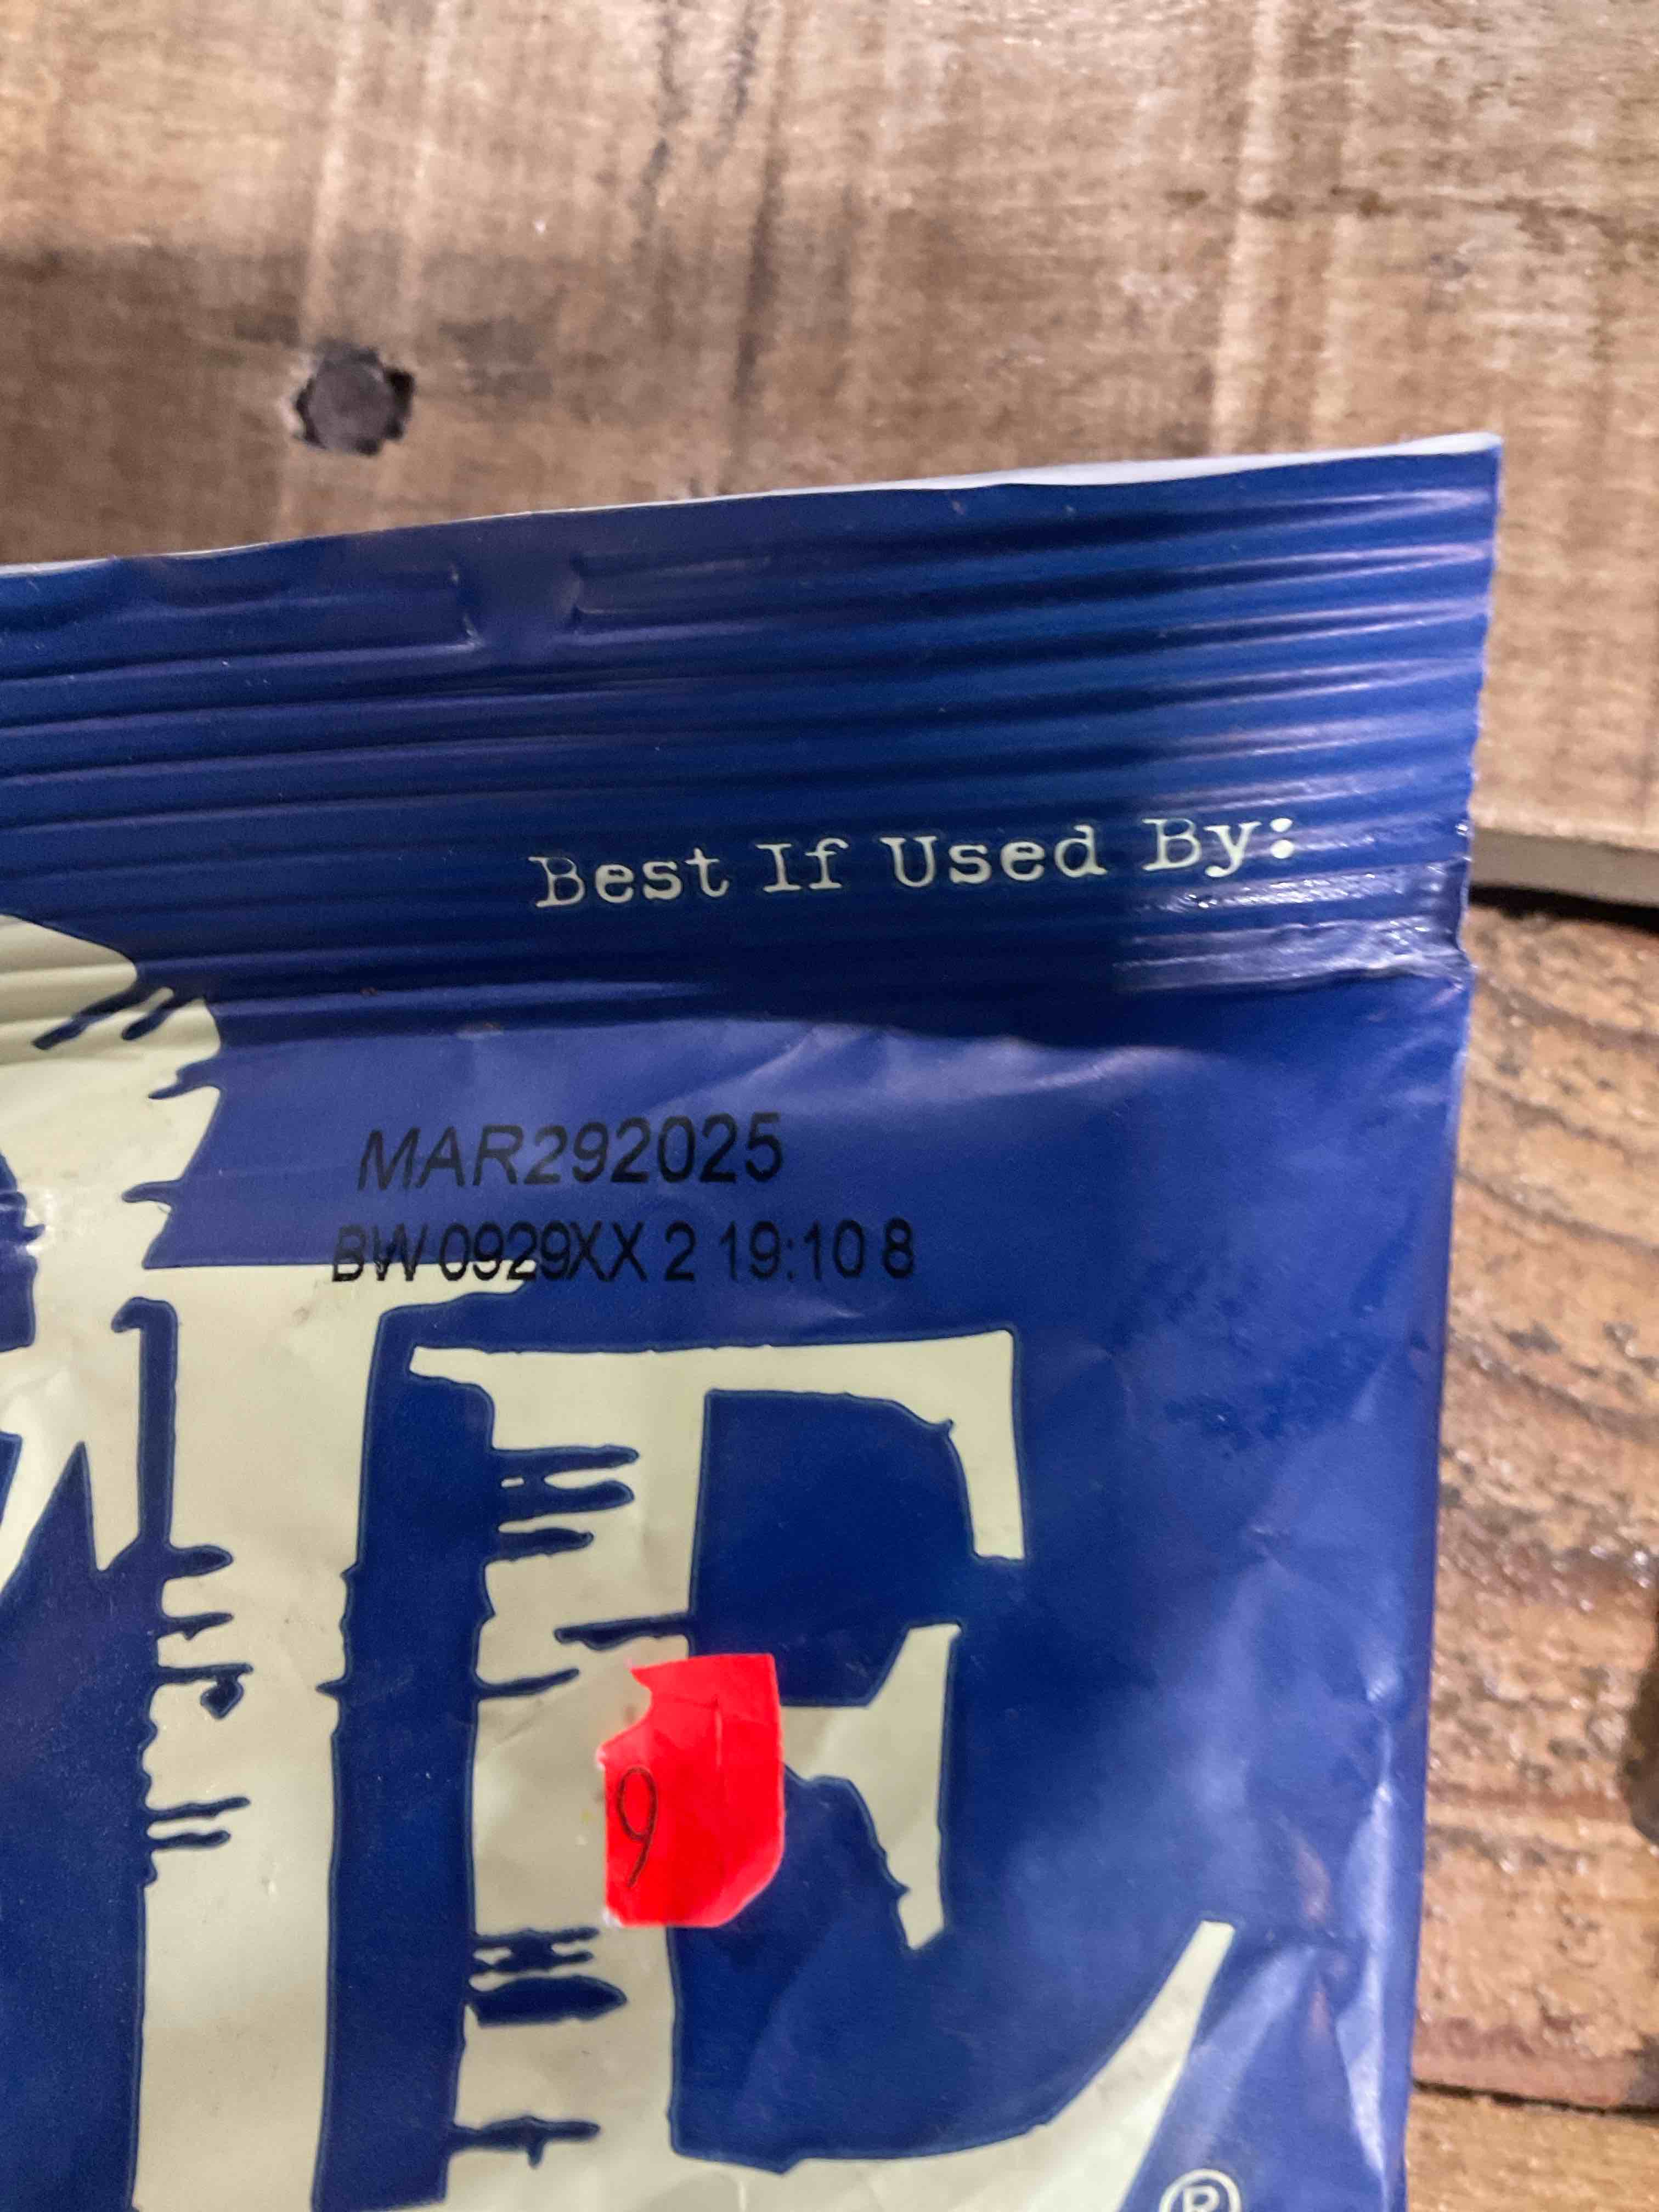 Best If Used By:
MAR292025
BW 0929XX 2 19:10 8
E
9
®